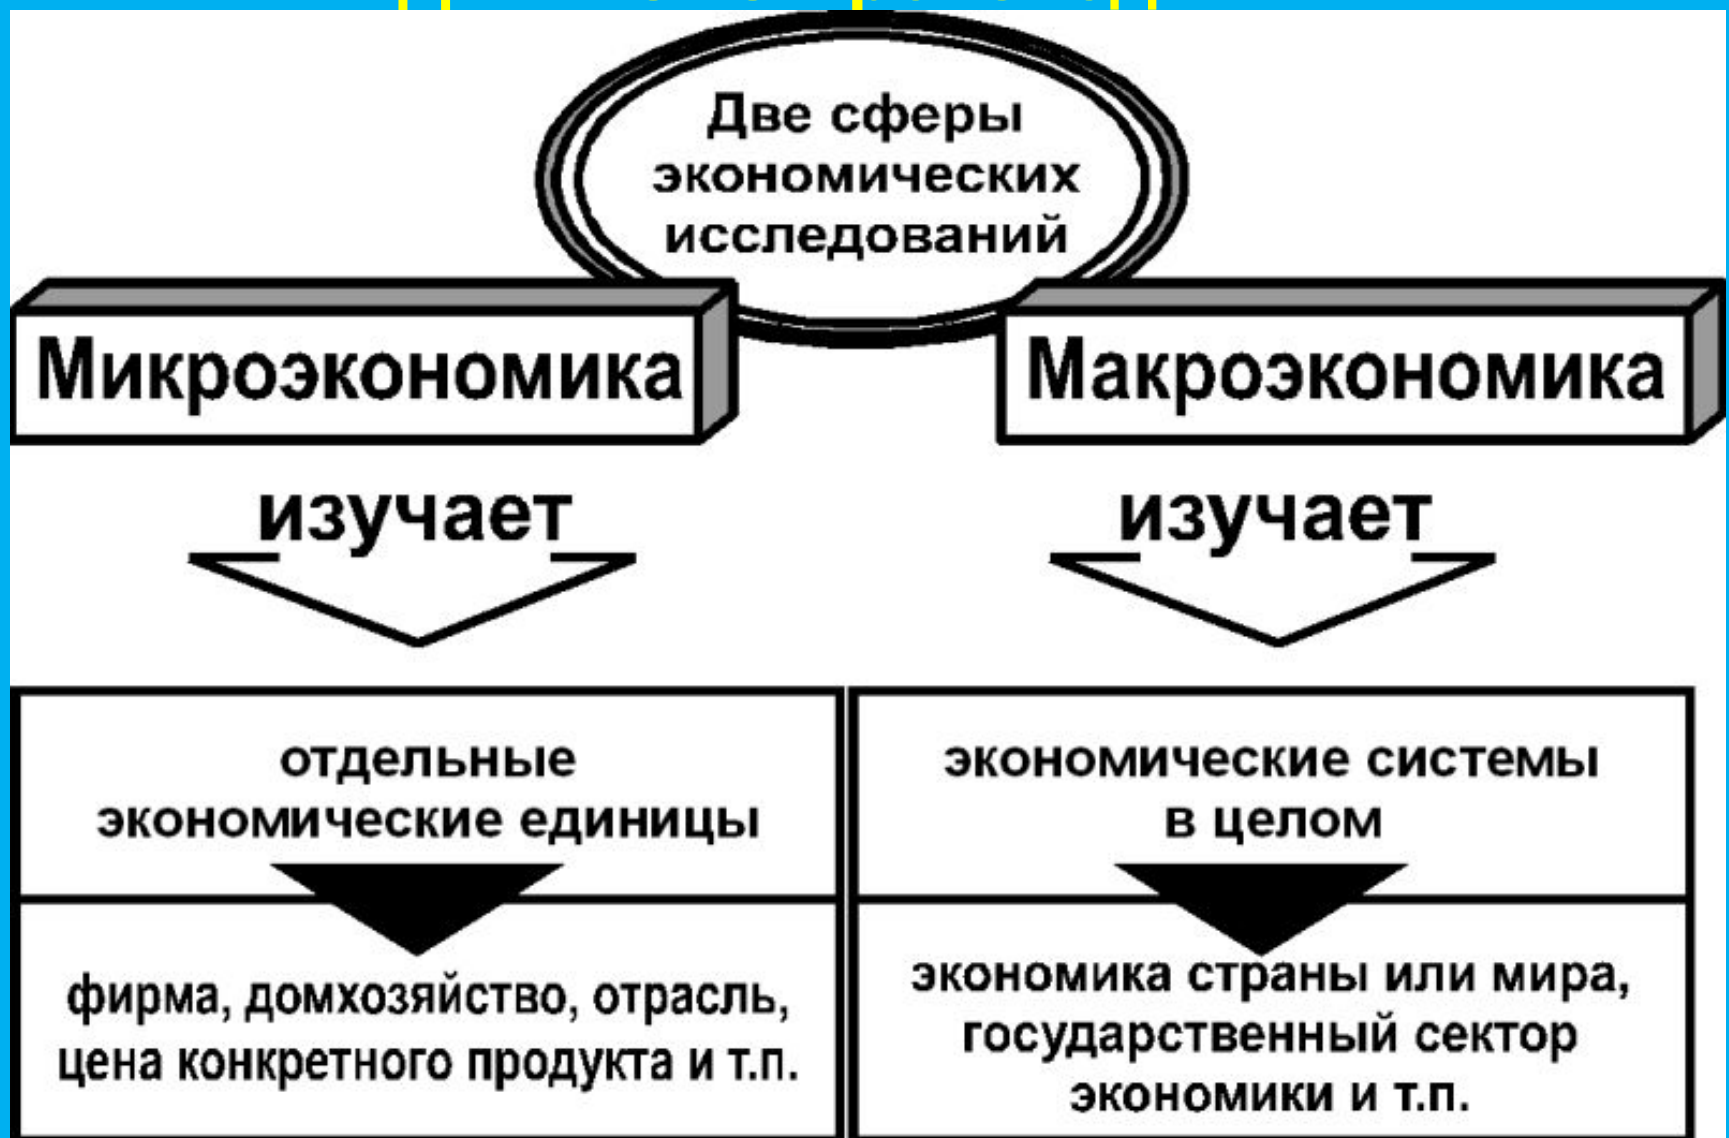 Две сферы
экономических
исследований
Микроэкономика
Макроэкономика
изучает
изучает
отдельные
экономические единицы
экономические системы
в целом
фирма, домхозяйство, отрасль,
цена конкретного продукта и т.п.
экономика страны или мира,
государственный сектор
экономики и т.п.